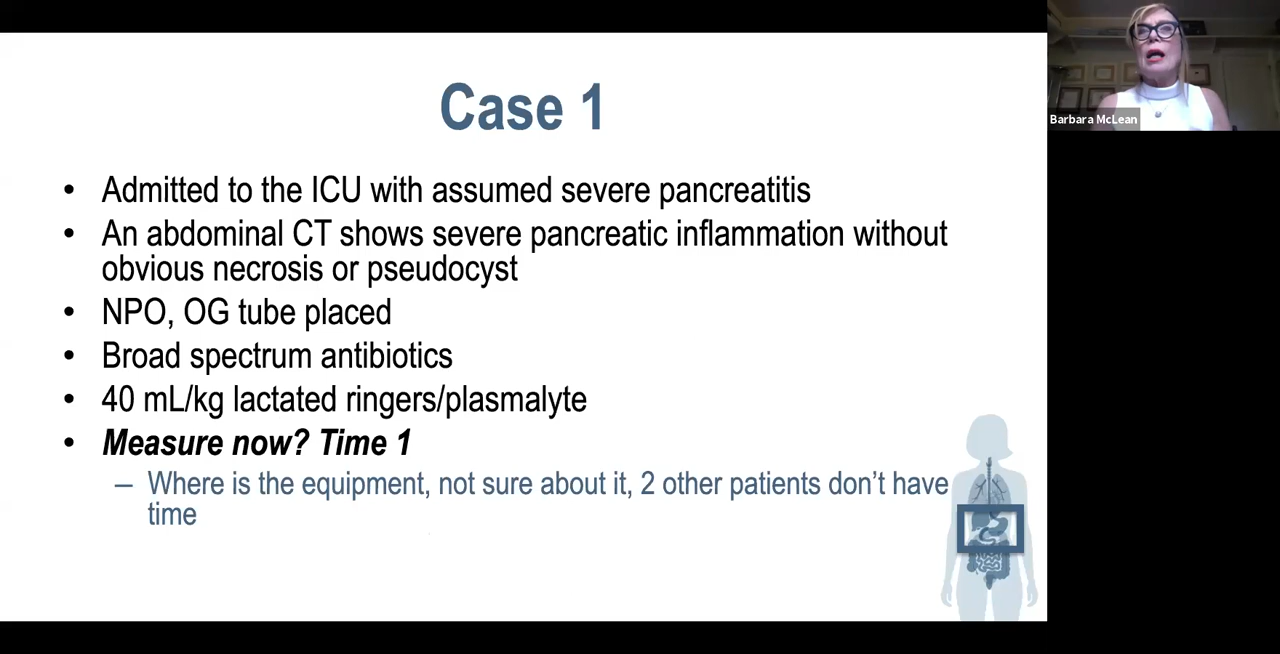 Case 1
• Admitted to the ICU with assumed severe pancreatitis
• An abdominal CT shows severe pancreatic inflammation without
obvious necrosis or pseudocyst
• NPO, OG tube placed
• Broad spectrum antibiotics
• 40 mL/kg lactated ringers/plasmalyte
• Measure now? Time 1
– Where is the equipment, not sure about it, 2 other patients don’t have
time
Barbara McLean